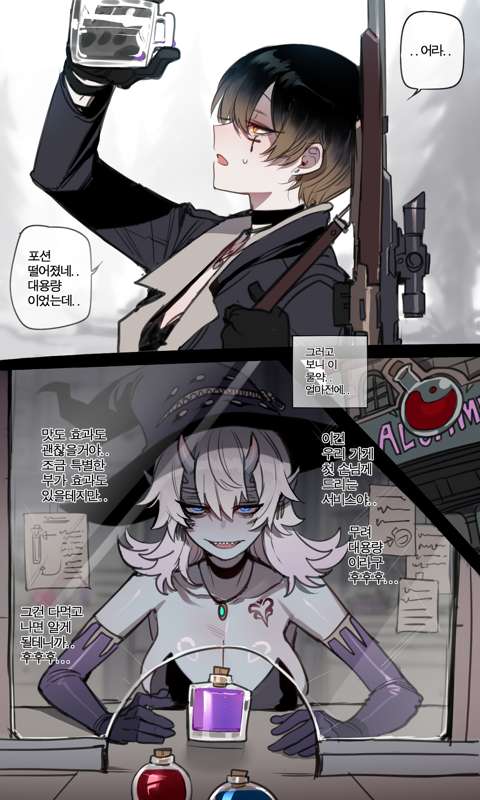 ..어라..
포션
떨어졌네..
대용량
이었는데..
그러고
보니 이
물약..
얼마전에..
ALCHEM
이건
우리 가게
첫 손님께
드리는
서비스야..
무려
대용량
이라구
후후후...
맛도 효과도
괜찮을거야..
조금 특별한
부가 효과도
있을테지만..
그건 다먹고
나면 알게
될테니까..
후후후...